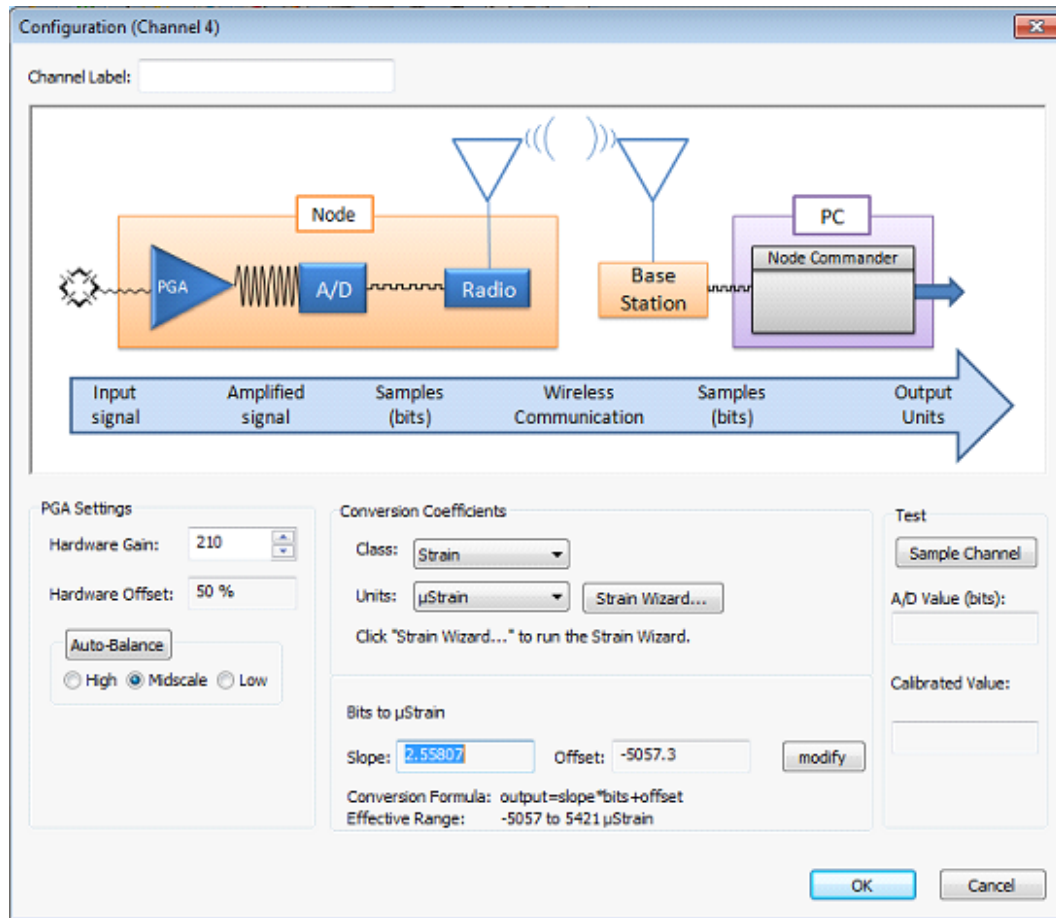 Configuration (Channel 4)
Channel Label:
Node
PC
Node Commander
PGA
A/D
Radio
Base
Station
Input
signal
Amplified
signal
Samples
(bits)
Wireless
Communication
Samples
(bits)
Output
Units
PGA Settings
Hardware Gain: 210
Hardware Offset: 50 %
Auto-Balance
High Midscale Low
Conversion Coefficients
Class: Strain
Units: µStrain Strain Wizard...
Click "Strain Wizard..." to run the Strain Wizard.
Bits to µStrain
Slope: 2.55807 Offset: -5057.3 modify
Conversion Formula: output=slope*bits+offset
Effective Range: -5057 to 5421 µStrain
Test
Sample Channel
A/D Value (bits):
Calibrated Value:
OK Cancel